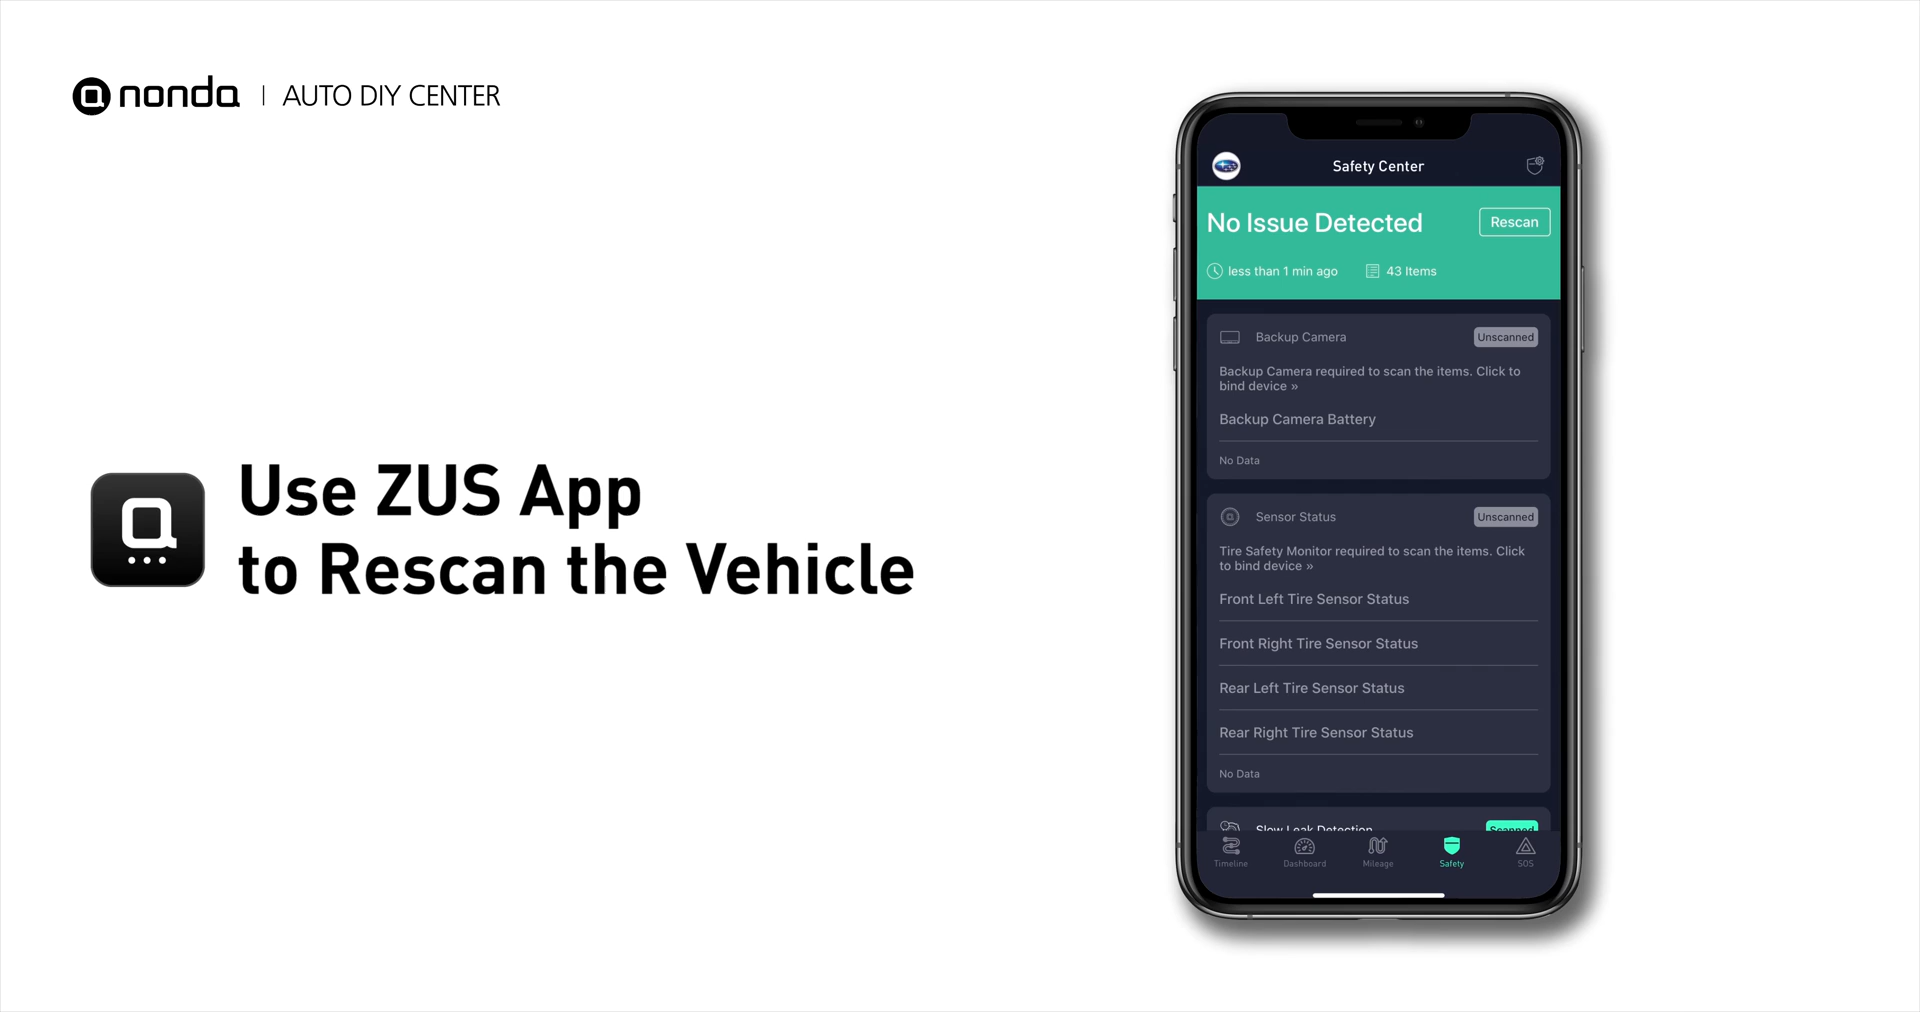 nonda | AUTO DIY CENTER
Use ZUS App
to Rescan the Vehicle
Safety Center
No Issue Detected
Rescan
less than 1 min ago
43 Items
Backup Camera
Unscanned
Backup Camera required to scan the items. Click to
bind device »
Backup Camera Battery
No Data
Sensor Status
Unscanned
Tire Safety Monitor required to scan the items. Click
to bind device »
Front Left Tire Sensor Status
Front Right Tire Sensor Status
Rear Left Tire Sensor Status
Rear Right Tire Sensor Status
No Data
Slow Leak Detection
Scanned
Timeline
Dashboard
Mileage
Safety
SOS